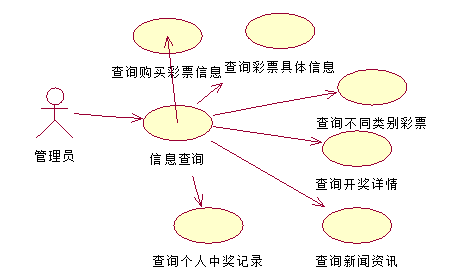 查询购买彩票信息
查询彩票具体信息
查询不同类别彩票
管理员
信息查询
查询开奖详情
查询个人中奖记录
查询新闻资讯